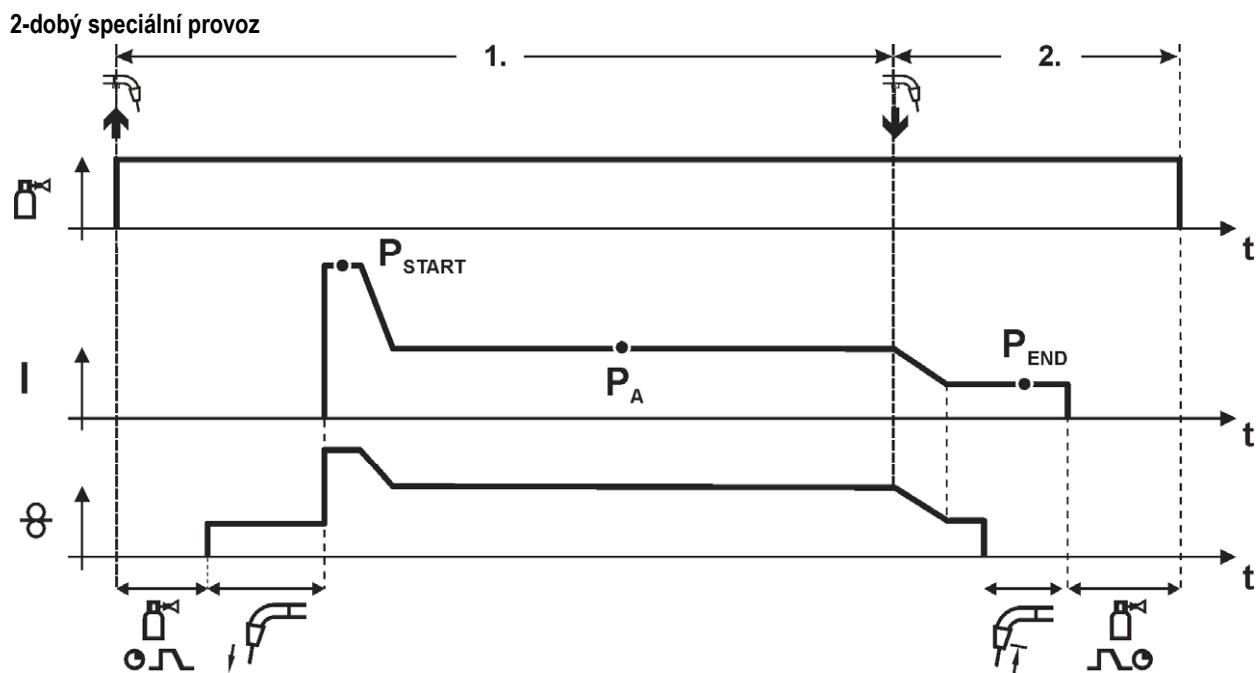 2-dobý speciální provoz
1. 2.
t
P START
I
P A
P END
t
t